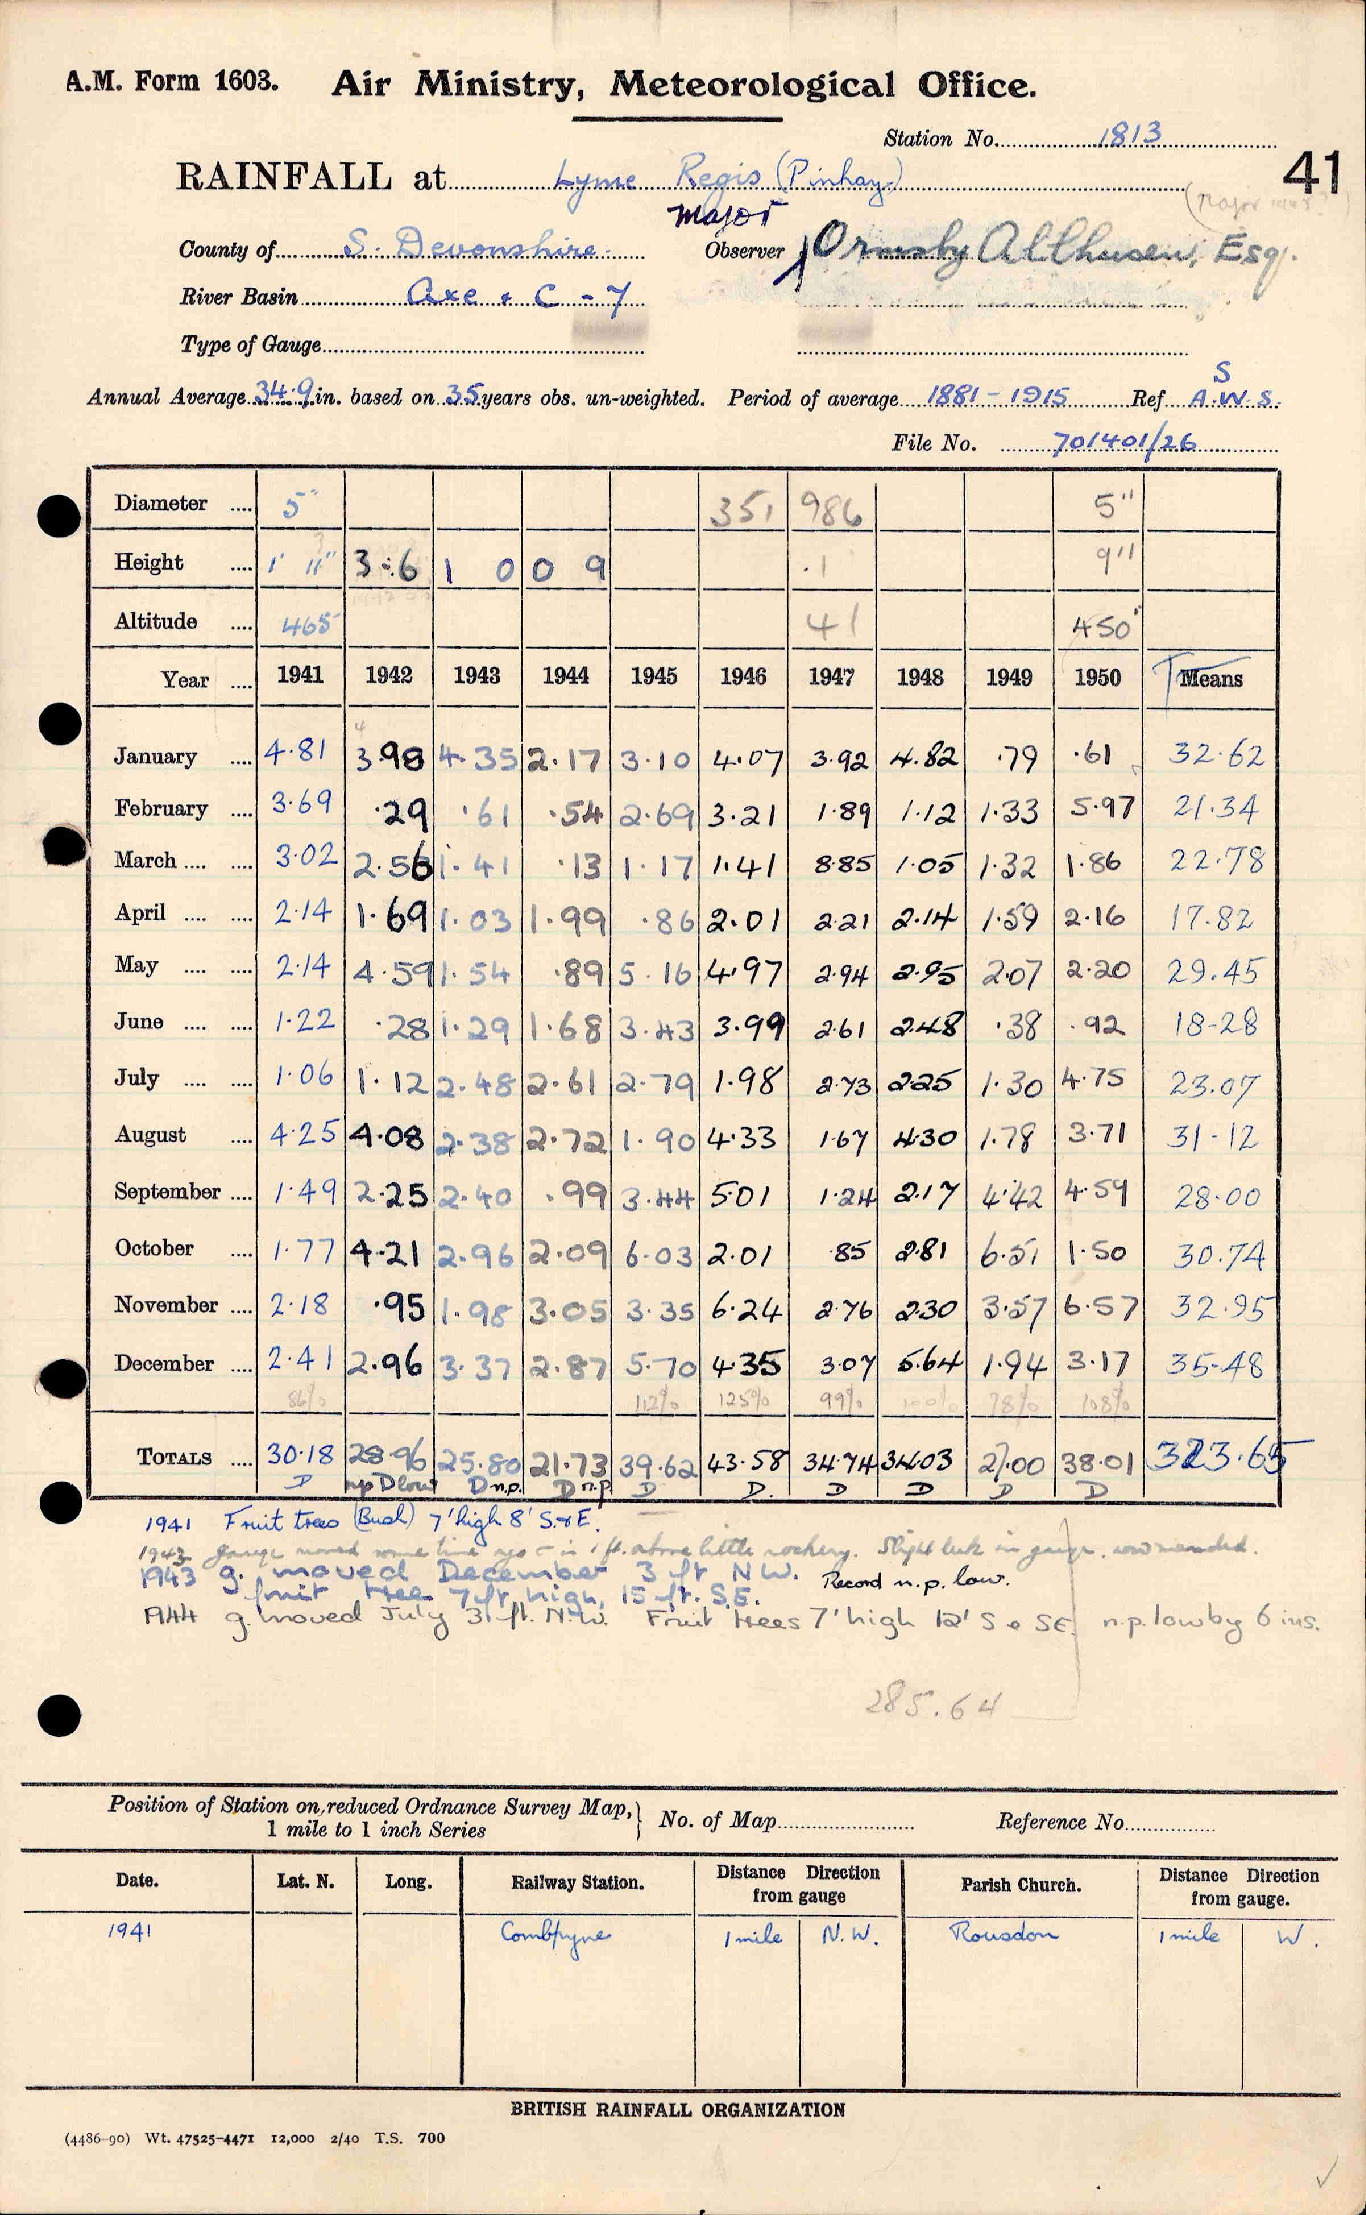 A.M. Form 1603. Air Ministry, Meteorological Office.
Station No. 1813
41
RAINFALL at Lyme Regis (Pinhay)
Major
County of S. Devonshire Observer Ormsby Allhusen, Esq.
River Basin Axe & C - 7
Type of Gauge
Annual Average 34.9 in. based on 35 years obs. un-weighted. Period of average 1881 - 1915 Ref A.W.S.
S
File No. 701401/26
Diameter .... 5" 351 986 5"
Height .... 1' 11" 3 6 1 0 0 9 .1 9"
Altitude .... 465 41 450'
Year .... 1941 1942 1943 1944 1945 1946 1947 1948 1949 1950 T Means
January .... 4.81 3.98 4.35 2.17 3.10 4.07 3.92 4.82 .79 .61 32.62
February .... 3.69 .29 .61 .54 2.69 3.21 1.89 1.12 1.33 5.97 21.34
March .... .... 3.02 2.56 1.41 .13 1.17 1.41 8.85 1.05 1.32 1.86 22.78
April .... .... 2.14 1.69 1.03 1.99 .86 2.01 2.21 2.14 1.59 2.16 17.82
May .... .... 2.14 4.59 1.54 .89 5.16 4.97 2.94 2.95 2.07 2.20 29.45
June .... .... 1.22 .28 1.29 1.68 3.43 3.99 2.61 2.48 .38 .92 18-28
July .... .... 1.06 1.12 2.48 2.61 2.79 1.98 2.73 2.25 1.30 4.75 23.07
August .... 4.25 4.08 2.38 2.72 1.90 4.33 1.67 4.30 1.78 3.71 31-12
September .... 1.49 2.25 2.40 .99 3.44 5.01 1.24 2.17 4.42 4.59 28.00
October .... 1.77 4.21 2.96 2.09 6.03 2.01 .85 2.81 6.51 1.50 30.74
November .... 2.18 .95 1.98 3.05 3.35 6.24 2.76 2.30 3.57 6.57 32.95
December .... 2.41 2.96 3.37 2.87 5.70 4.35 3.07 5.64 1.94 3.17 35-48
86% 112% 125% 99% 100% 78% 108%
TOTALS .... 30.18 28.96 25.80 21.73 39.62 43.58 34.74 34.03 27.00 38.01 323.65
D np D low D n.p. D n.p. D D. D D D D
1941 Fruit trees (Bush) 7' high 8' S. & E.
1942 gauge moved some time ago in 1 ft. above little rockery. Slight leak in gauge, now mended.
1943 g. moved December 3 ft NW. Record n.p. low.
fruit tree 7 ft. high, 15 ft. S.E.
1944 g. moved July 3 ft. N.W. Fruit trees 7' high 12' S & SE. n.p. low by 6 ins.
285.64
Position of Station on reduced Ordnance Survey Map, 1 mile to 1 inch Series } No. of Map Reference No.
Date. Lat. N. Long. Railway Station. Distance Direction from gauge Parish Church. Distance Direction from gauge.
1941 Combpyne 1 mile N.W. Rousdon 1 mile W.
BRITISH RAINFALL ORGANIZATION
(4486-90) Wt. 47525-4471 12,000 2/40 T.S. 700